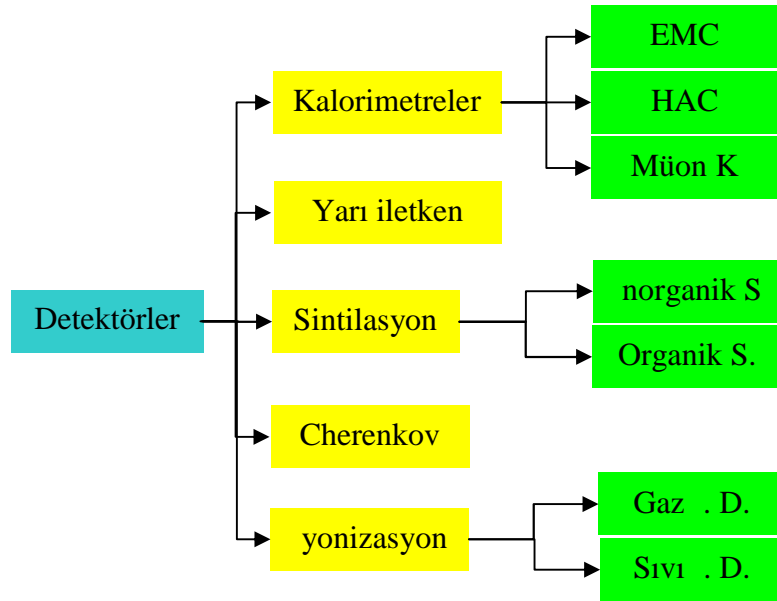 EMC
Kalorimetreler
HAC
Müon K
Yarı iletken
norganik S
Detektörler
Sintilasyon
Organik S.
Cherenkov
Gaz . D.
yonizasyon
Sıvı . D.